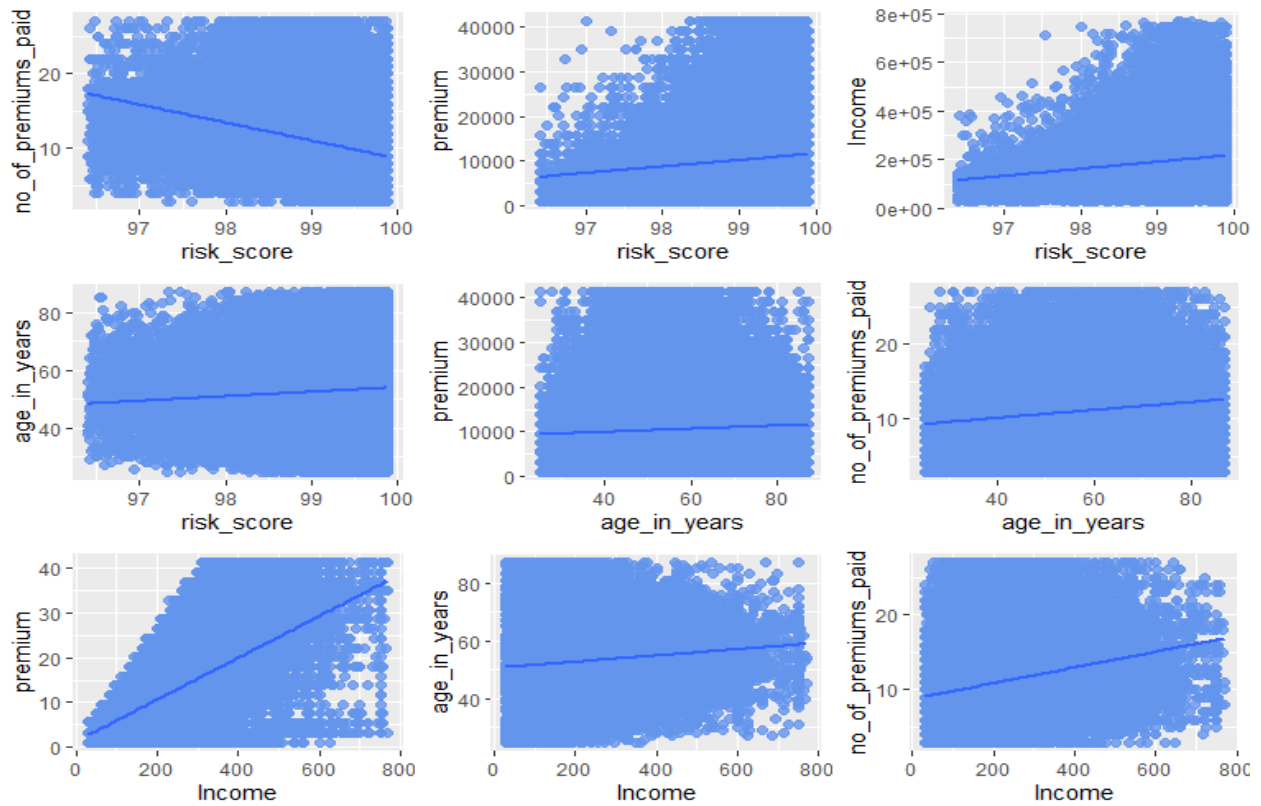 no_of_premiums_paid
20
10
97 98 99 100
risk_score
premium
40000
30000
20000
10000
0
97 98 99 100
risk_score
Income
8e+05
6e+05
4e+05
2e+05
0e+00
97 98 99 100
risk_score
age_in_years
80
60
40
97 98 99 100
risk_score
premium
40000
30000
20000
10000
0
40 60 80
age_in_years
no_of_premiums_paid
20
10
40 60 80
age_in_years
premium
40
30
20
10
0
0 200 400 600 800
Income
age_in_years
80
60
40
0 200 400 600 800
Income
no_of_premiums_paid
20
10
0 200 400 600 800
Income